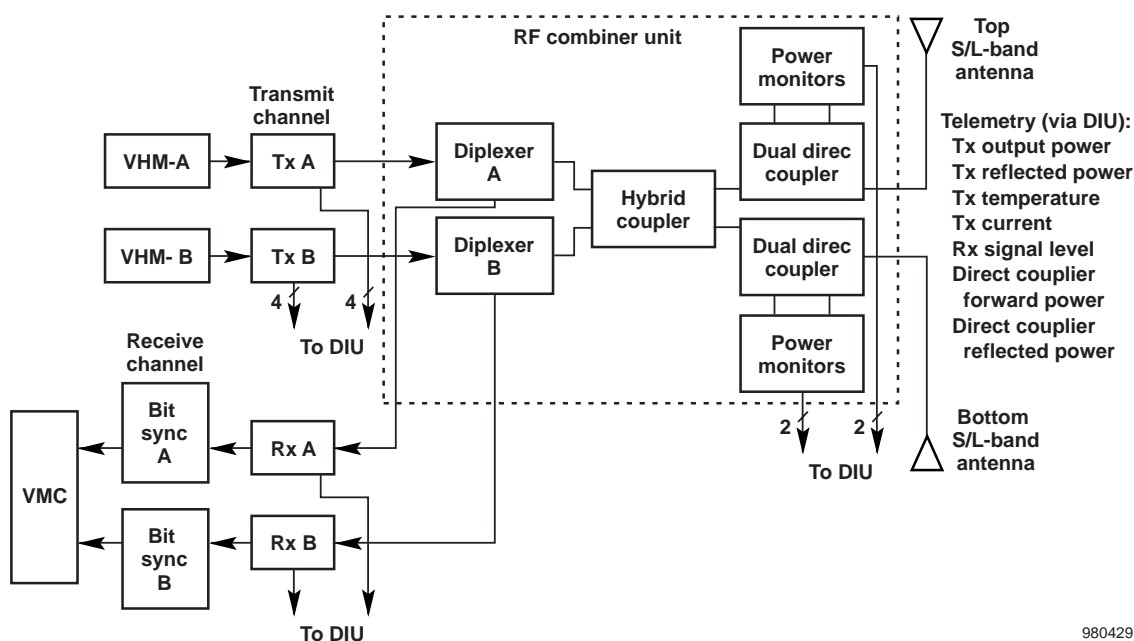 RF combiner unit
Top
S/L-band
antenna
Power
monitors
Transmit
channel
VHM-A
Tx A
Diplexer
A
Dual direc
coupler
Hybrid
coupler
VHM- B
Tx B
Diplexer
B
Dual direc
coupler
4
4
To DIU
Power
monitors
Telemetry (via DIU):
Tx output power
Tx reflected power
Tx temperature
Tx current
Rx signal level
Direct couplier
forward power
Direct couplier
reflected power
Receive
channel
Bit
sync
A
Rx A
VMC
Bit
sync
B
Rx B
To DIU
2
2
To DIU
Bottom
S/L-band
antenna
980429